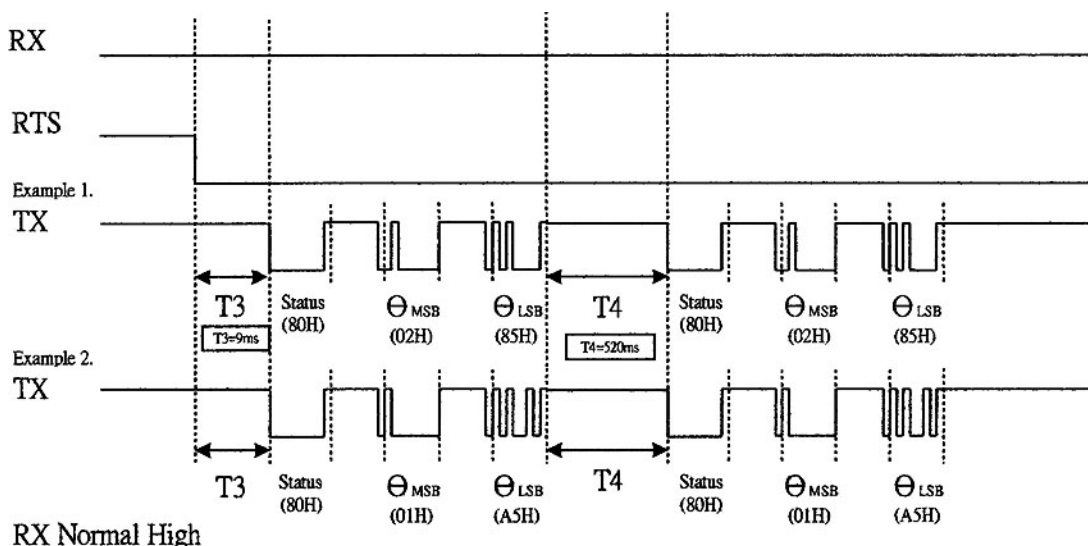 RX
RTS
Example 1.
TX
T3 Status ΘMSB ΘLSB T4 Status ΘMSB ΘLSB
(80H) (02H) (85H) (80H) (02H) (85H)
T3=9ms T4=520ms
Example 2.
TX
T3 Status ΘMSB ΘLSB T4 Status ΘMSB ΘLSB
(80H) (01H) (A5H) (80H) (01H) (A5H)
RX Normal High